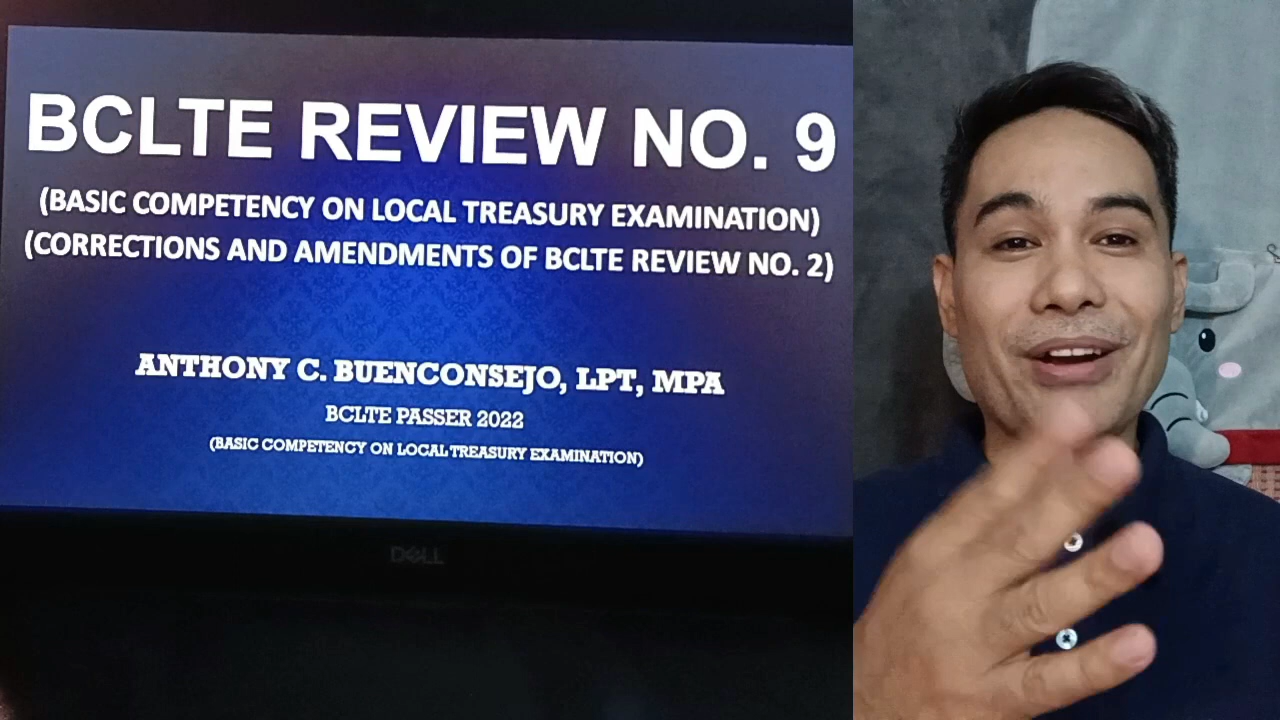 BCLTE REVIEW NO. 9
(BASIC COMPETENCY ON LOCAL TREASURY EXAMINATION)
(CORRECTIONS AND AMENDMENTS OF BCLTE REVIEW NO. 2)
ANTHONY C. BUENCONSEJO, LPT, MPA
BCLTE PASSER 2022
(BASIC COMPETENCY ON LOCAL TREASURY EXAMINATION)
DELL